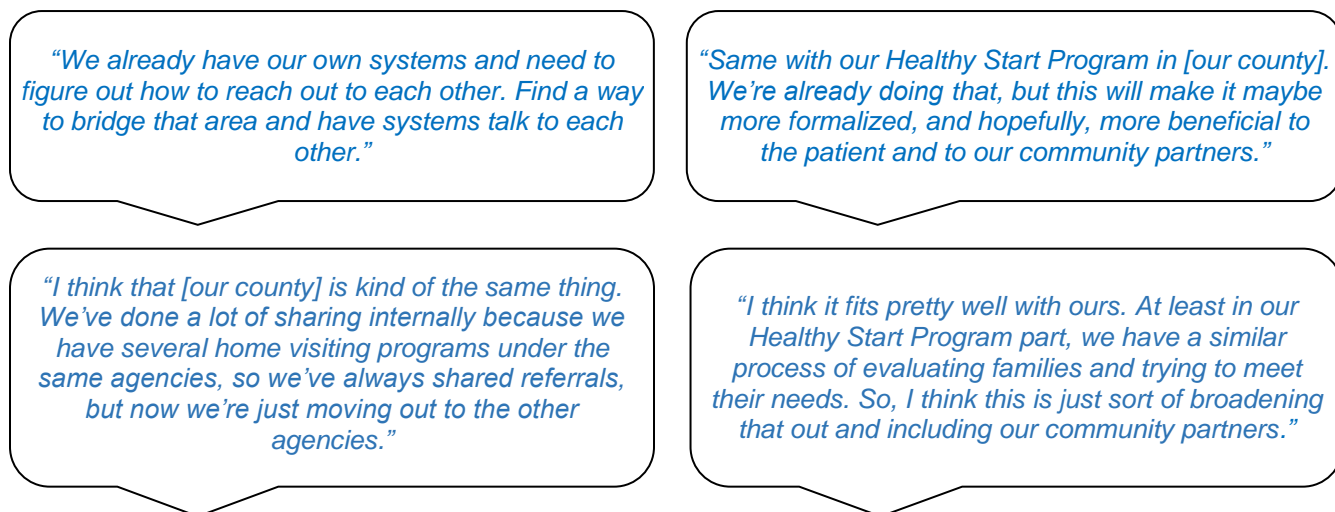 “We already have our own systems and need to
figure out how to reach out to each other. Find a way
to bridge that area and have systems talk to each
other.”
“Same with our Healthy Start Program in [our county].
We’re already doing that, but this will make it maybe
more formalized, and hopefully, more beneficial to
the patient and to our community partners.”
“I think that [our county] is kind of the same thing.
We’ve done a lot of sharing internally because we
have several home visiting programs under the
same agencies, so we’ve always shared referrals,
but now we’re just moving out to the other
agencies.”
“I think it fits pretty well with ours. At least in our
Healthy Start Program part, we have a similar
process of evaluating families and trying to meet
their needs. So, I think this is just sort of broadening
that out and including our community partners.”